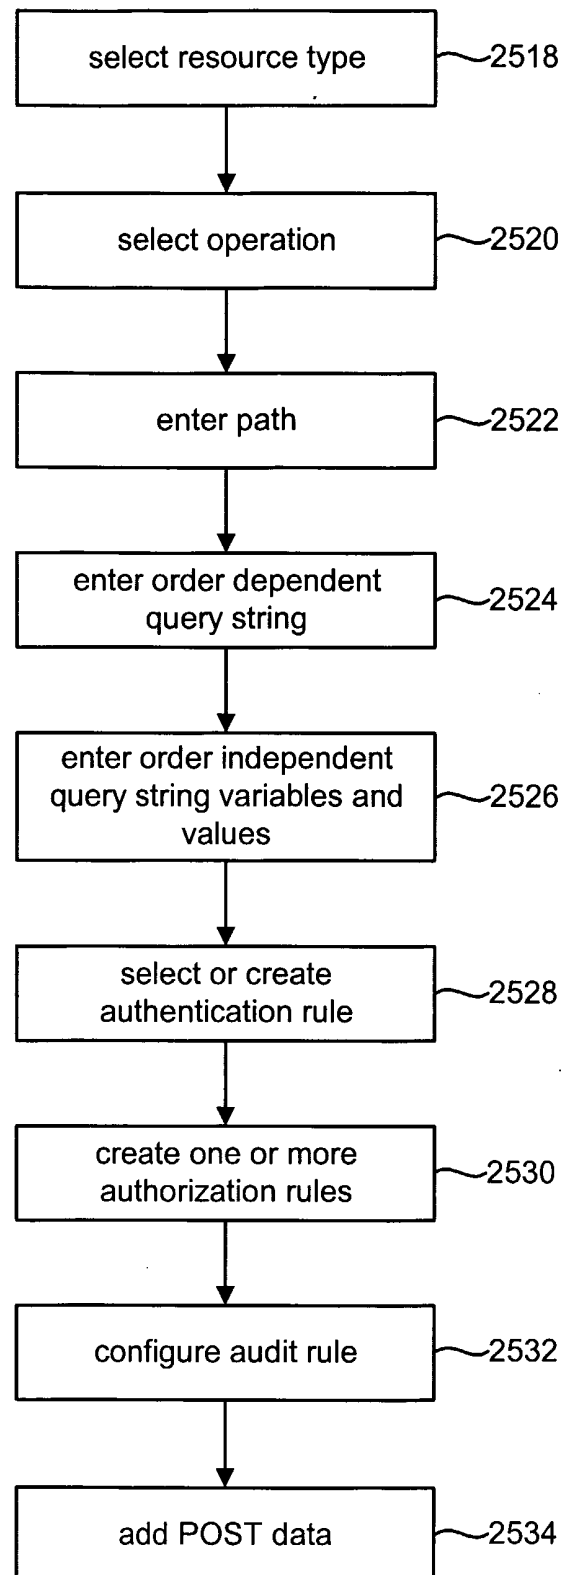 select resource type
2518
select operation
2520
enter path
2522
enter order dependent
query string
2524
enter order independent
query string variables and
values
2526
select or create
authentication rule
2528
create one or more
authorization rules
2530
configure audit rule
2532
add POST data
2534